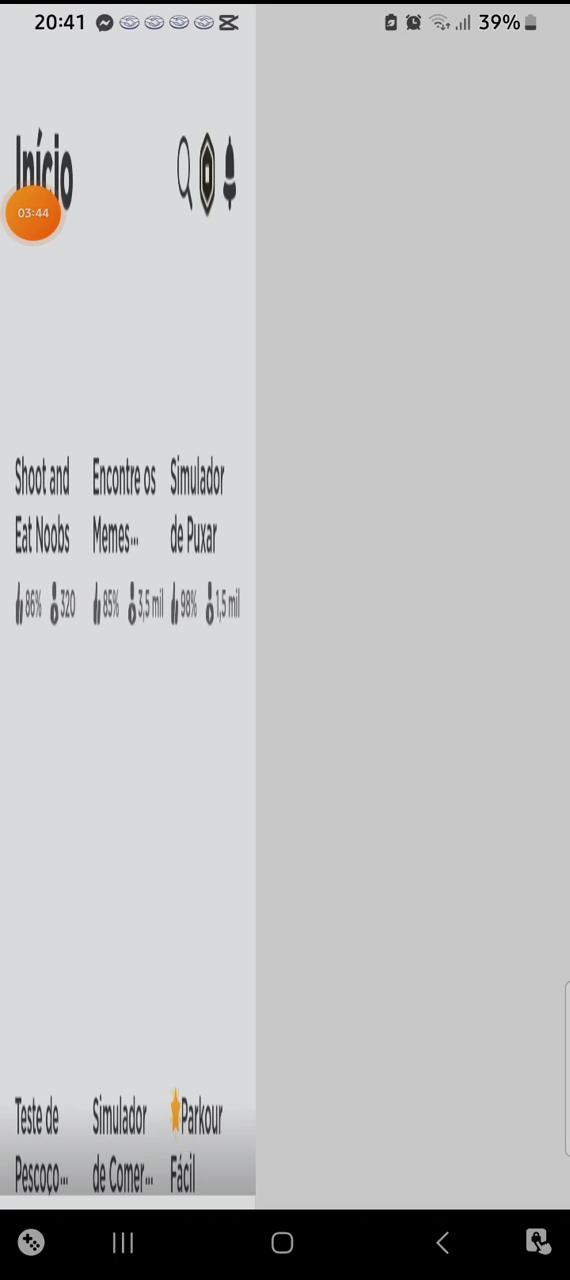 20:41 39%
Início
03:44
Shoot and Eat Noobs
Encontre os Memes...
Simulador de Puxar
86% 320
85% 3,5 mil
98% 1,5 mil
Teste de Pescoço...
Simulador de Comer...
Parkour Fácil